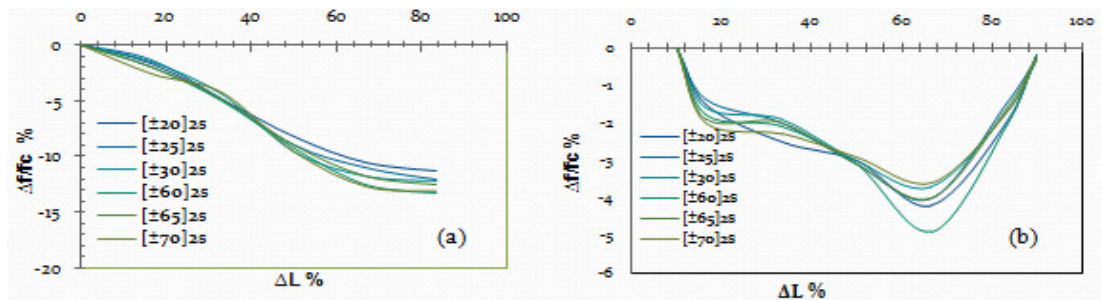 0 20 40 60 80 100
0
-5
-10
-15
-20
Δf/fc %
[±20]2s
[±25]2s
[±30]2s
[±60]2s
[±65]2s
[±70]2s
(a)
ΔL %
0 20 40 60 80 100
0
-1
-2
-3
-4
-5
-6
Δf/fc %
[±20]2s
[±25]2s
[±30]2s
[±60]2s
[±65]2s
[±70]2s
(b)
ΔL %